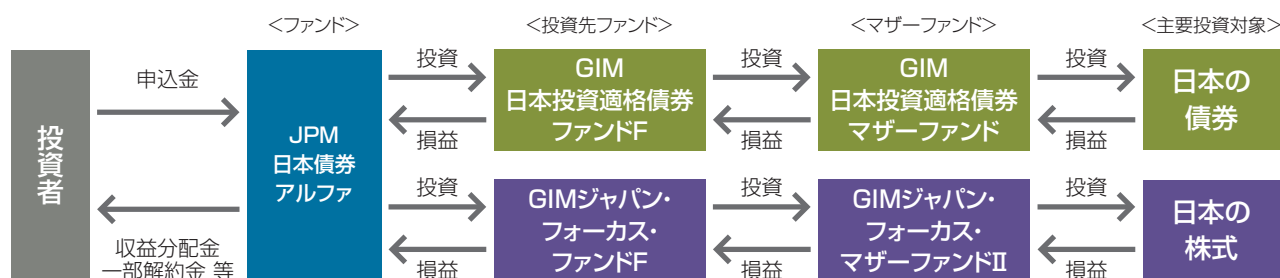 <ファンド>
<投資先ファンド>
<マザーファンド>
<主要投資対象>
投資者
申込金
収益分配金
一部解約金 等
JPM
日本債券
アルファ
投資
損益
GIM
日本投資適格債券
ファンドF
投資
損益
GIM
日本投資適格債券
マザーファンド
投資
損益
日本の
債券
投資
損益
GIMジャパン・
フォーカス・
ファンドF
投資
損益
GIMジャパン・
フォーカス・
マザーファンドⅡ
投資
損益
日本の
株式